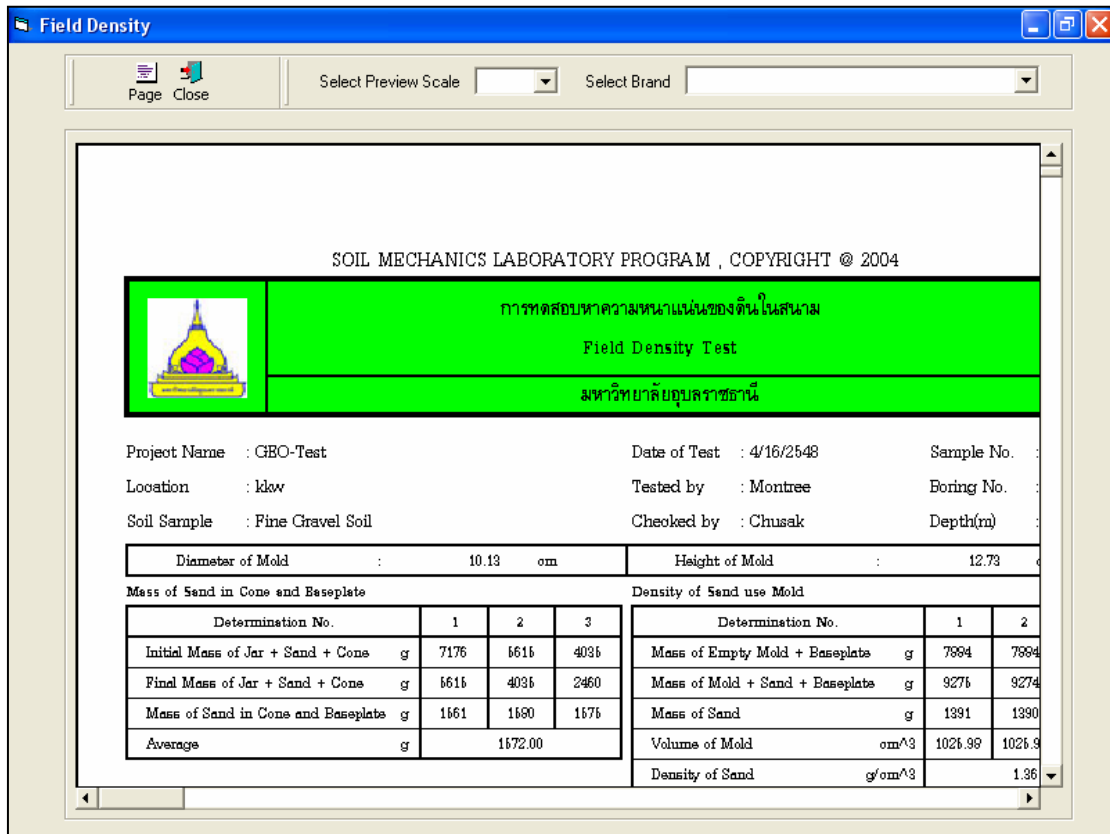 Field Density
Page Close Select Preview Scale Select Brand
SOIL MECHANICS LABORATORY PROGRAM , COPYRIGHT @ 2004
การทดสอบหาความหนาแน่นของดินในสนาม
Field Density Test
มหาวิทยาลัยอุบลราชธานี
Project Name : GEO-Test Date of Test : 4/16/2548 Sample No. :
Location : kkw Tested by : Montree Boring No. :
Soil Sample : Fine Gravel Soil Checked by : Chusak Depth(m) :
Diameter of Mold : 10.13 cm Height of Mold : 12.73
Mass of Sand in Cone and Baseplate Density of Sand use Mold
Determination No. 1 2 3 Determination No. 1 2
Initial Mass of Jar + Sand + Cone g 7176 5615 4035 Mass of Empty Mold + Baseplate g 7884 7884
Final Mass of Jar + Sand + Cone g 5615 4035 2460 Mass of Mold + Sand + Baseplate g 9275 9274
Mass of Sand in Cone and Baseplate g 1561 1580 1575 Mass of Sand g 1391 1390
Average g 1572.00 Volume of Mold cm^3 1025.98 1025.9
Density of Sand g/cm^3 1.36